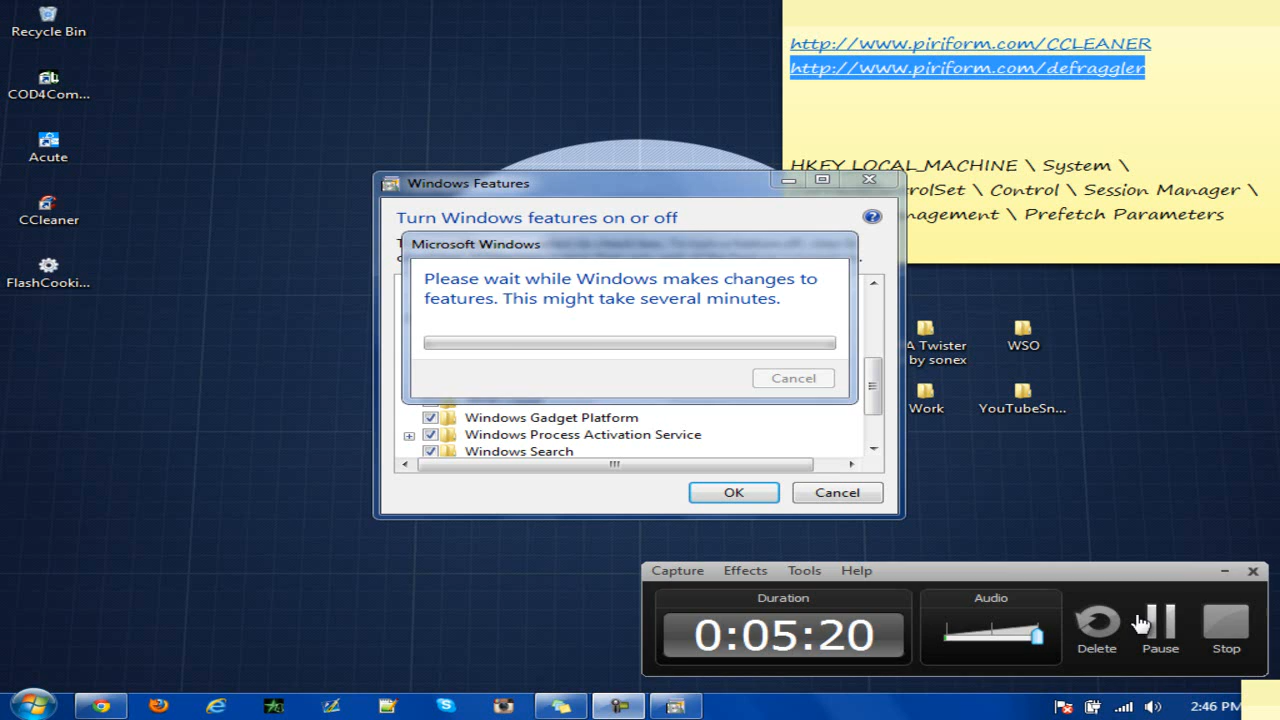 Recycle Bin
COD4Com...
Acute
CCleaner
FlashCooki...
http://www.piriform.com/CCLEANER
http://www.piriform.com/defraggler
HKEY_LOCAL_MACHINE \ System \
rolSet \ Control \ Session Manager \
nagement \ Prefetch Parameters
Windows Features
Turn Windows features on or off
Microsoft Windows
Please wait while Windows makes changes to
features. This might take several minutes.
Cancel
Windows Gadget Platform
Windows Process Activation Service
Windows Search
OK
Cancel
A Twister
by sonex
WSO
Work
YouTubeSn...
Capture Effects Tools Help
Duration
0:05:20
Audio
Delete
Pause
Stop
2:46 PM